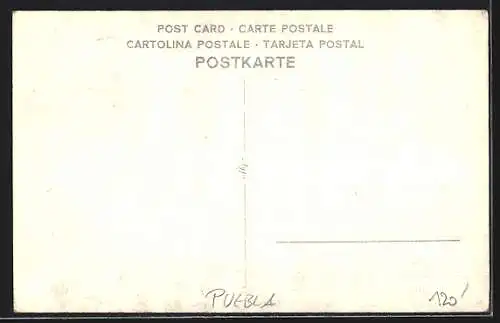 POST CARD · CARTE POSTALE
CARTOLINA POSTALE · TARJETA POSTAL
POSTKARTE
PUEBLA
120